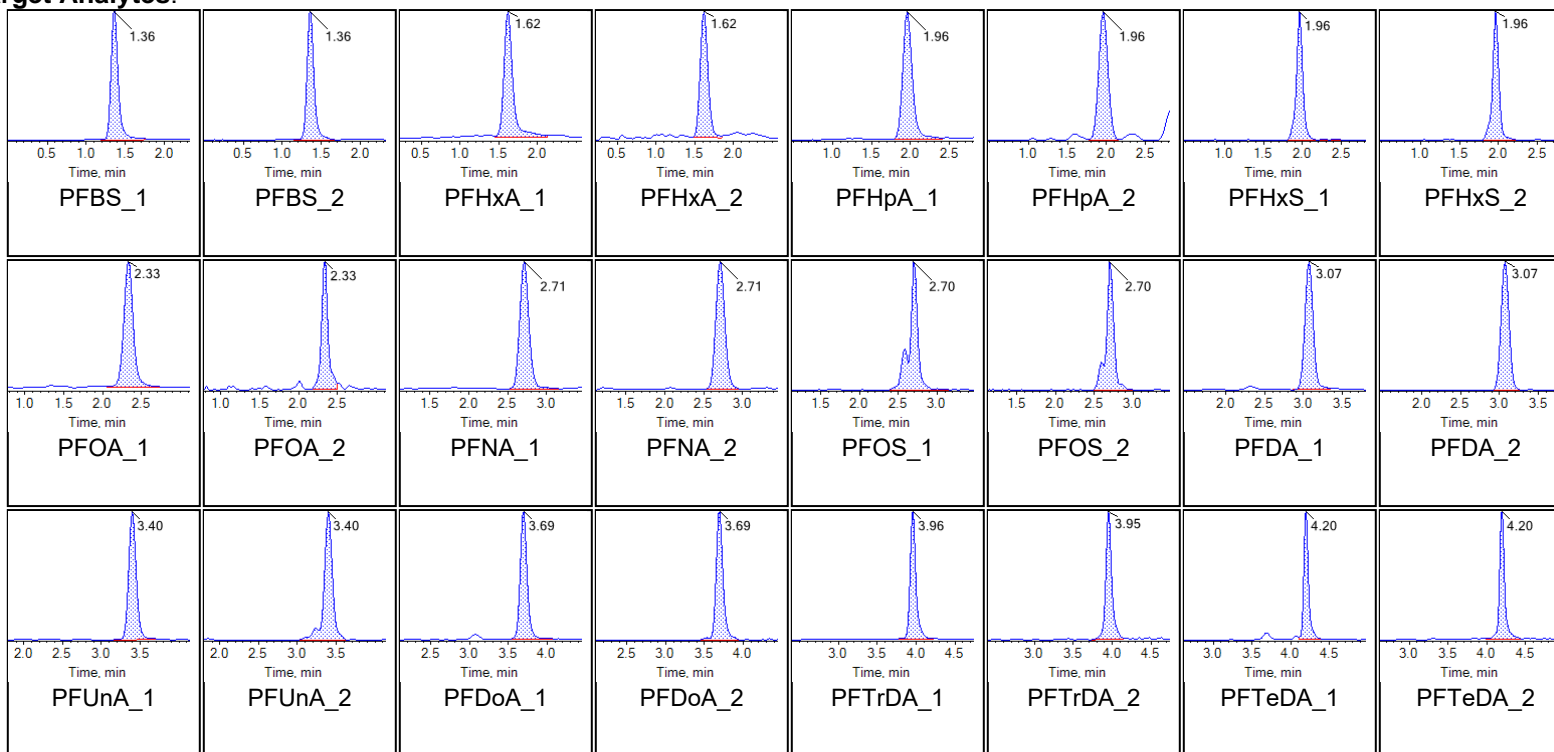 rget Analytes:
1.36 1.36 1.62 1.62 1.96 1.96 1.96 1.96
0.5 1.0 1.5 2.0 0.5 1.0 1.5 2.0 0.5 1.0 1.5 2.0 0.5 1.0 1.5 2.0 1.0 1.5 2.0 2.5 1.0 1.5 2.0 2.5 1.0 1.5 2.0 2.5 1.0 1.5 2.0 2.5
Time, min Time, min Time, min Time, min Time, min Time, min Time, min Time, min
PFBS_1 PFBS_2 PFHxA_1 PFHxA_2 PFHpA_1 PFHpA_2 PFHxS_1 PFHxS_2
2.33 2.33 2.71 2.71 2.70 2.70 3.07 3.07
1.0 1.5 2.0 2.5 1.0 1.5 2.0 2.5 1.5 2.0 2.5 3.0 1.5 2.0 2.5 3.0 1.5 2.0 2.5 3.0 1.5 2.0 2.5 3.0 2.0 2.5 3.0 3.5 2.0 2.5 3.0 3.5
Time, min Time, min Time, min Time, min Time, min Time, min Time, min Time, min
PFOA_1 PFOA_2 PFNA_1 PFNA_2 PFOS_1 PFOS_2 PFDA_1 PFDA_2
3.40 3.40 3.69 3.69 3.96 3.95 4.20 4.20
2.0 2.5 3.0 3.5 2.0 2.5 3.0 3.5 2.5 3.0 3.5 4.0 2.5 3.0 3.5 4.0 3.0 3.5 4.0 4.5 3.0 3.5 4.0 4.5 3.0 3.5 4.0 4.5 3.0 3.5 4.0 4.5
Time, min Time, min Time, min Time, min Time, min Time, min Time, min Time, min
PFUnA_1 PFUnA_2 PFDoA_1 PFDoA_2 PFTrDA_1 PFTrDA_2 PFTeDA_1 PFTeDA_2